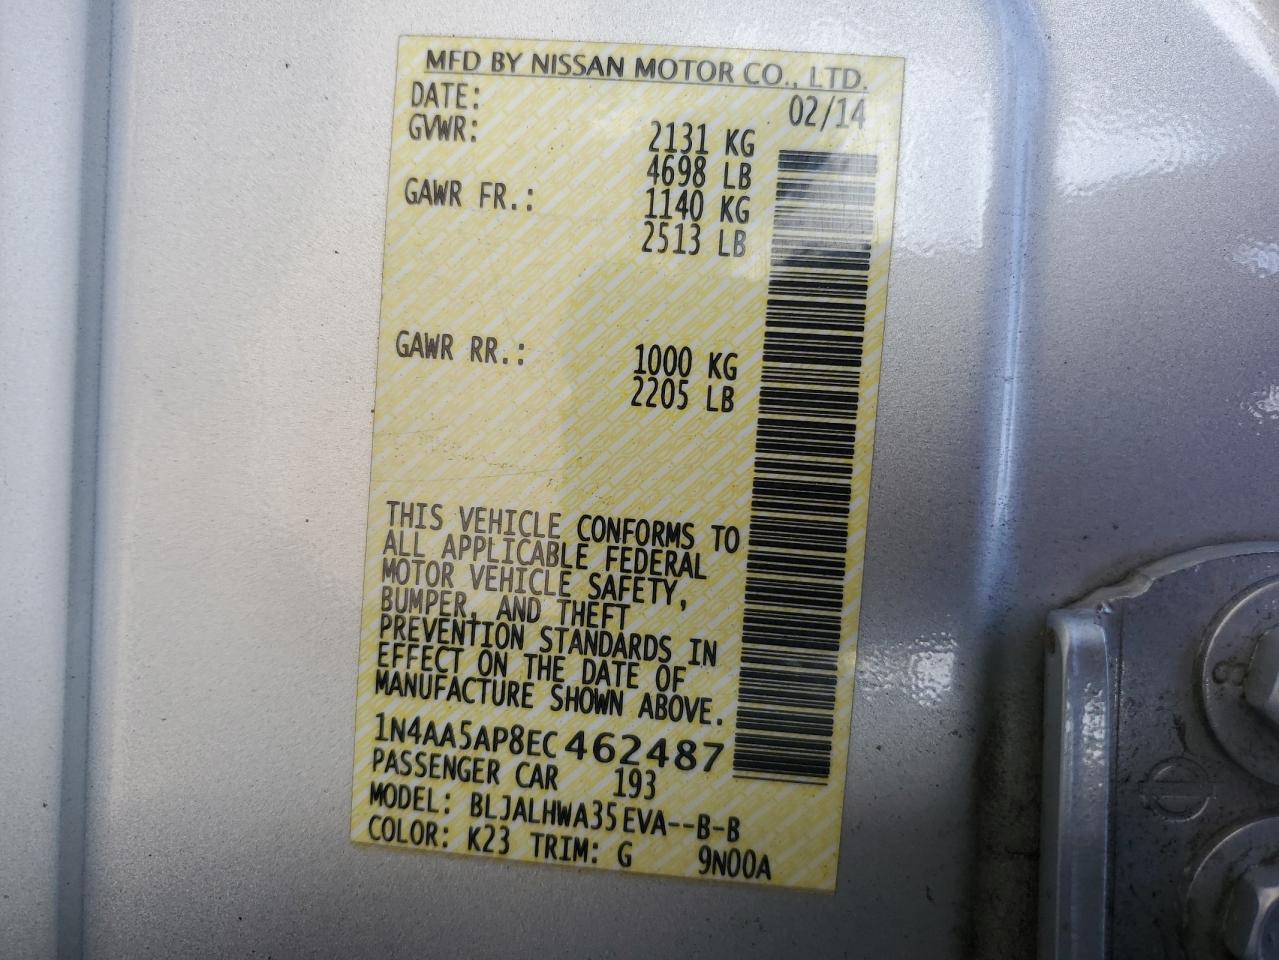 MFD BY NISSAN MOTOR CO., LTD.
DATE: 02/14
GVWR: 2131 KG
4698 LB
GAWR FR.: 1140 KG
2513 LB
GAWR RR.: 1000 KG
2205 LB
THIS VEHICLE CONFORMS TO
ALL APPLICABLE FEDERAL
MOTOR VEHICLE SAFETY,
BUMPER, AND THEFT
PREVENTION STANDARDS IN
EFFECT ON THE DATE OF
MANUFACTURE SHOWN ABOVE.
1N4AA5AP8EC462487
PASSENGER CAR 193
MODEL: BLJALHWA35EVA--B-B
COLOR: K23 TRIM: G 9N00A
8